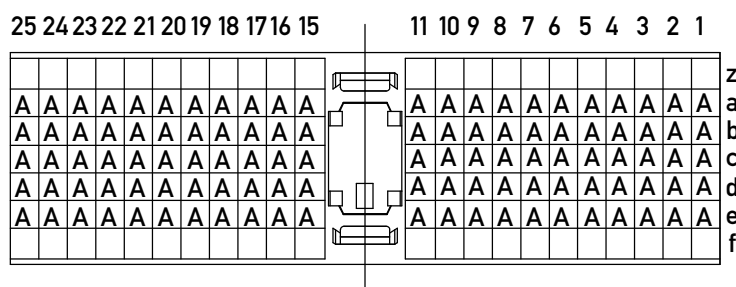 25 24 23 22 21 20 19 18 17 16 15 11 10 9 8 7 6 5 4 3 2 1
z
A A A A A A A A A A A A A A A A A A A A A A a
A A A A A A A A A A A A A A A A A A A A A A b
A A A A A A A A A A A A A A A A A A A A A A c
A A A A A A A A A A A A A A A A A A A A A A d
A A A A A A A A A A A A A A A A A A A A A A e
f